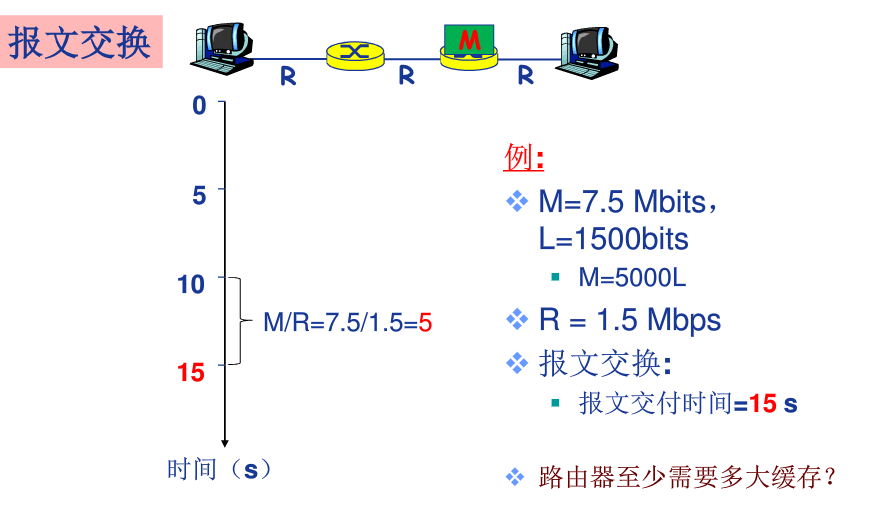 报文交换
M
R R R
0
5
10
15
M/R=7.5/1.5=5
时间（s）
例:
M=7.5 Mbits，
L=1500bits
M=5000L
R = 1.5 Mbps
报文交换:
报文交付时间=15 s
路由器至少需要多大缓存?